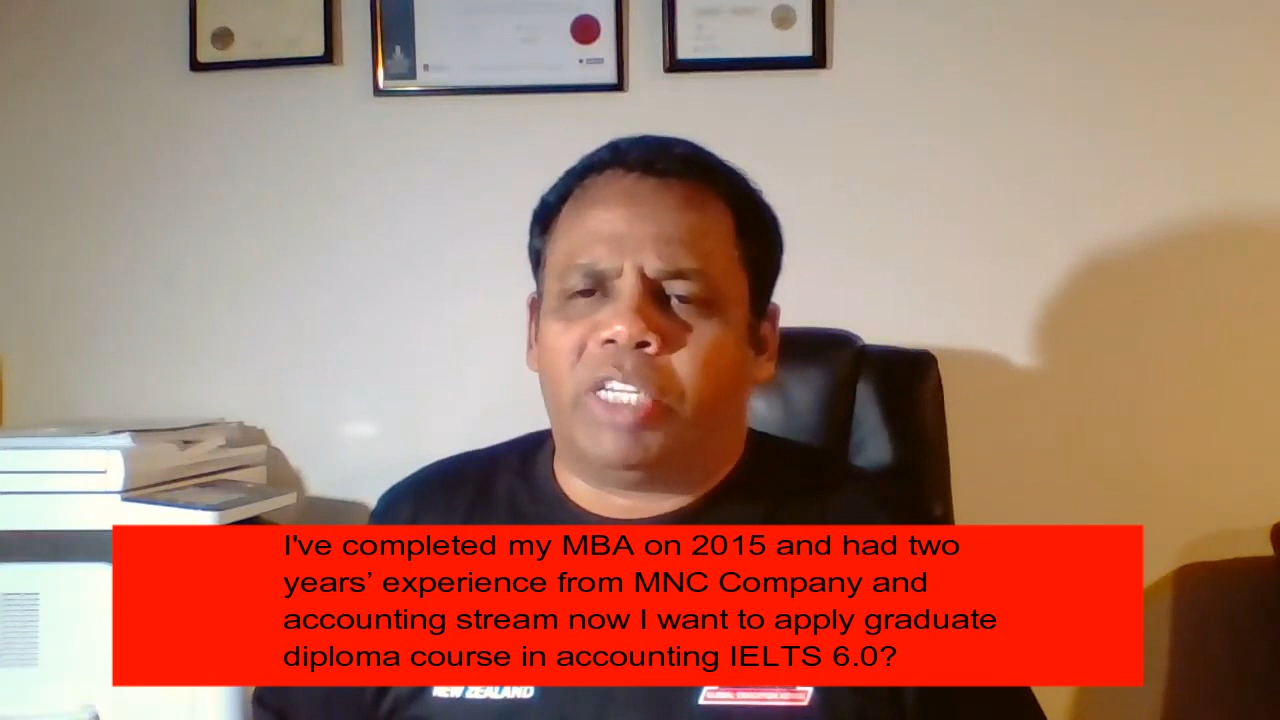 I've completed my MBA on 2015 and had two
years’ experience from MNC Company and
accounting stream now I want to apply graduate
diploma course in accounting IELTS 6.0?
NEW ZEALAND